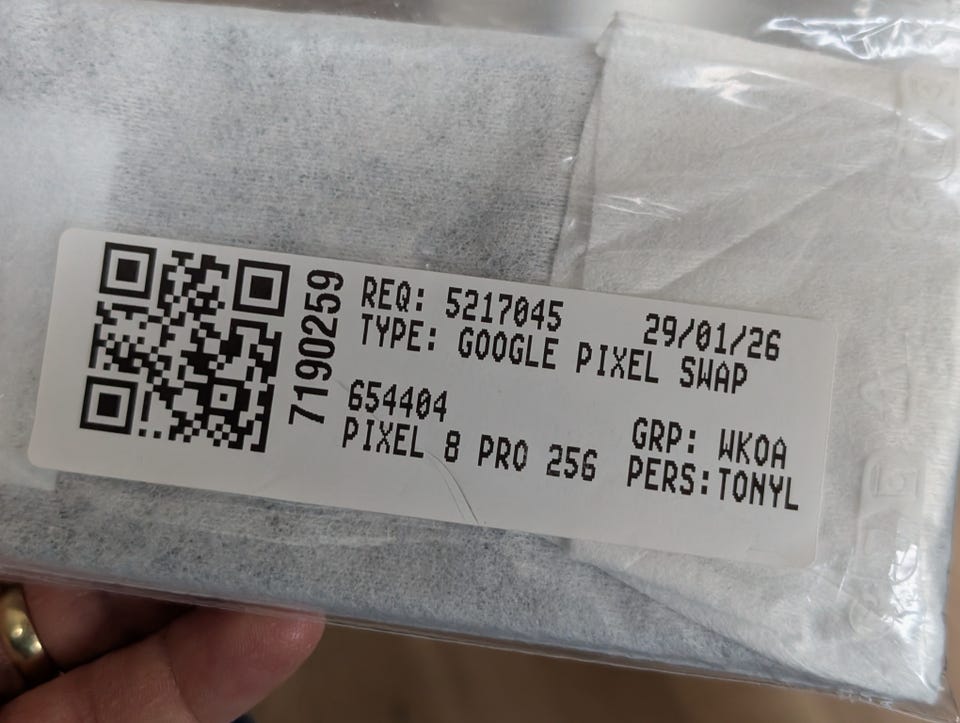 7190259
REQ: 5217045 29/01/26
TYPE: GOOGLE PIXEL SWAP
654404
PIXEL 8 PRO 256
GRP: WKOA
PERS:TONYL